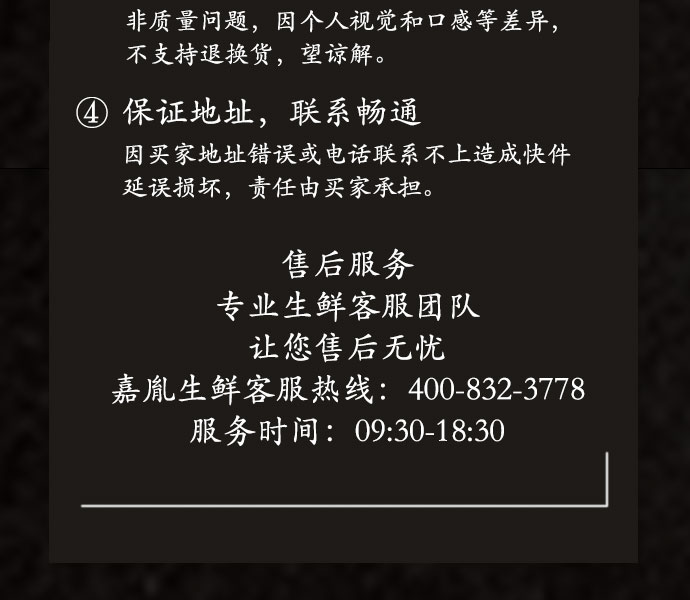 非质量问题，因个人视觉和口感等差异，
不支持退换货，望谅解。
④ 保证地址，联系畅通
因买家地址错误或电话联系不上造成快件
延误损坏，责任由买家承担。
售后服务
专业生鲜客服团队
让您售后无忧
嘉胤生鲜客服热线：400-832-3778
服务时间：09:30-18:30